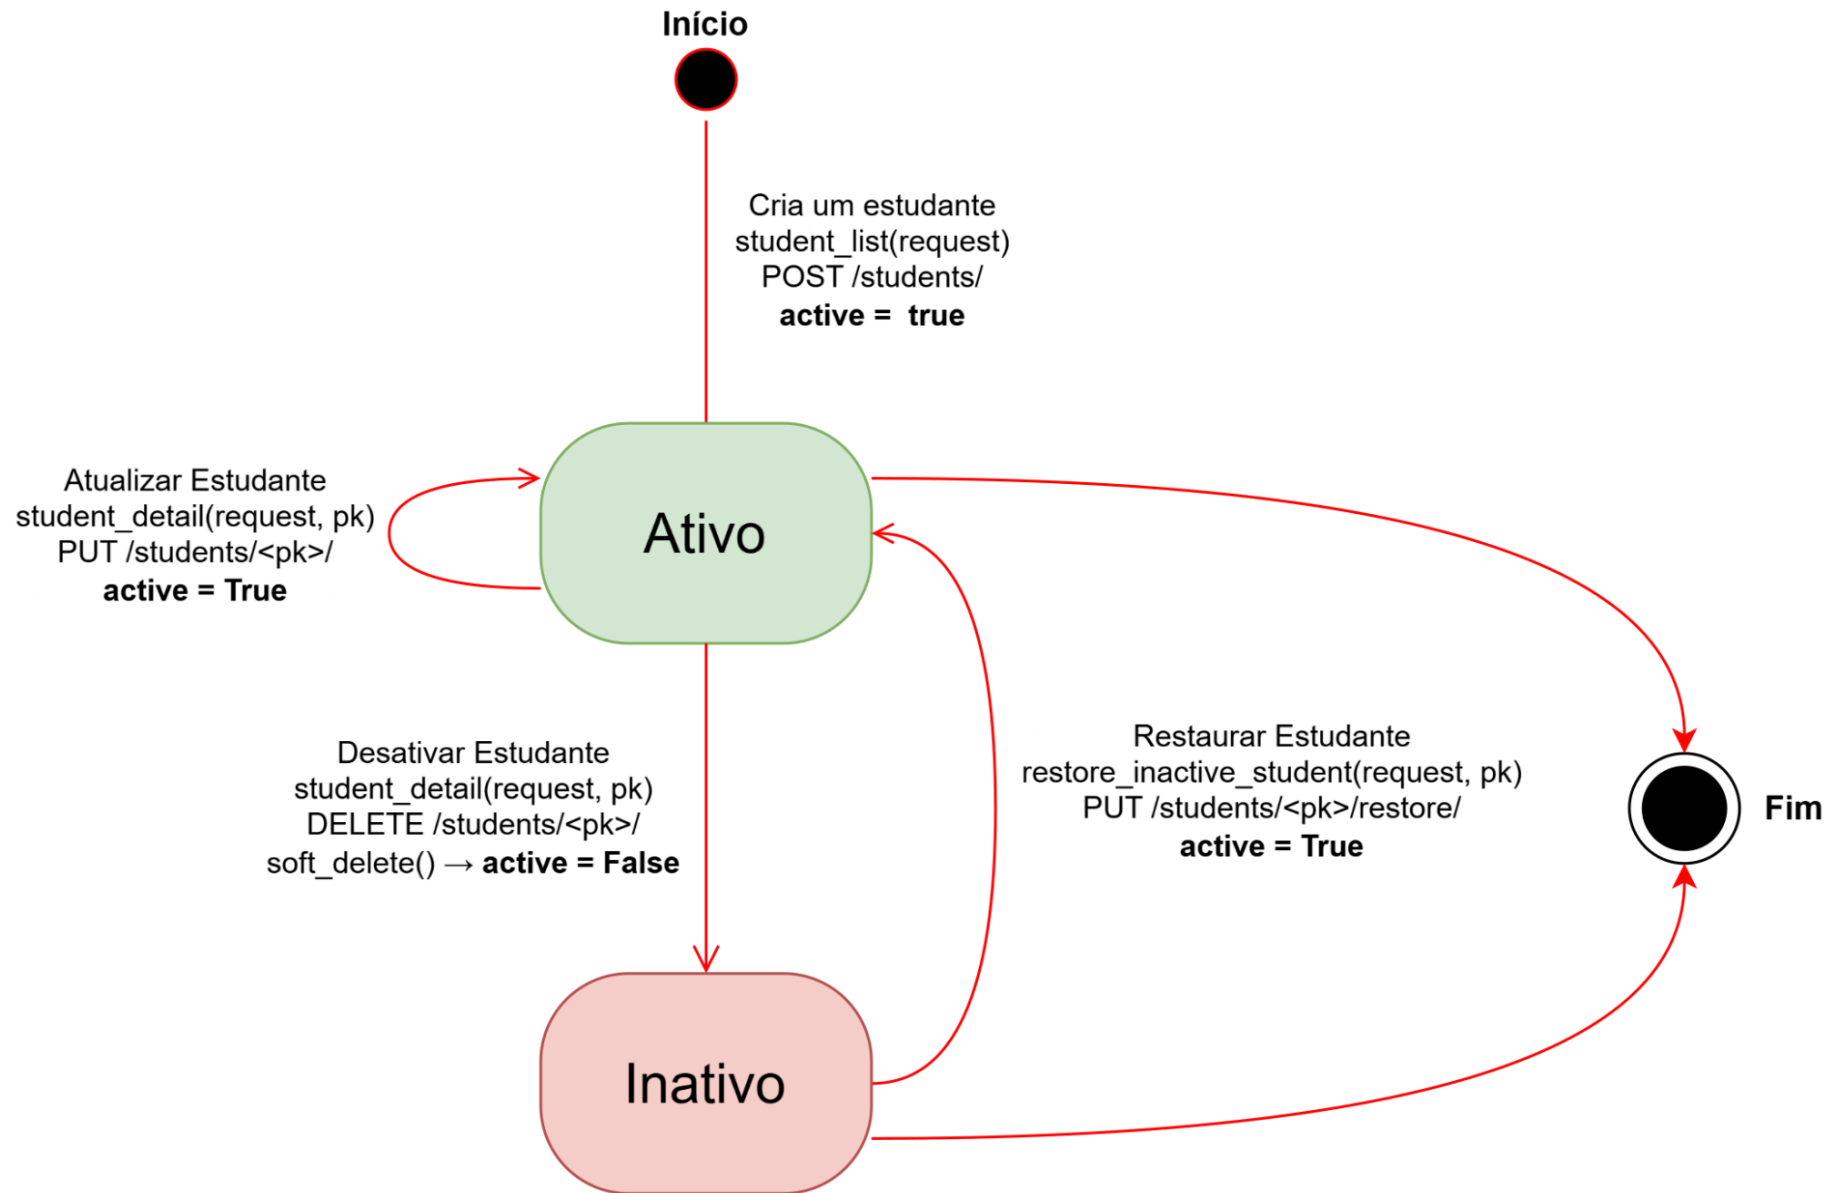 Início
Cria um estudante
student_list(request)
POST /students/
active =  true
Atualizar Estudante
student_detail(request, pk)
PUT /students/<pk>/
active = True
Ativo
Desativar Estudante
student_detail(request, pk)
DELETE /students/<pk>/
soft_delete() → active = False
Restaurar Estudante
restore_inactive_student(request, pk)
PUT /students/<pk>/restore/
active = True
Fim
Inativo